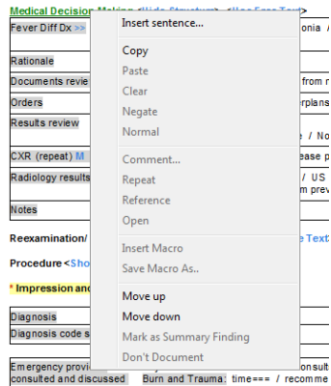 Medical Decision Making <Hide Structure> <Use Free Text>
Fever Diff Dx >>
onia /
Rationale
Documents revie
from r
Orders
rplans
Results review
/ No
CXR (repeat) M
ease p
Radiology results
/ US
m prev
Notes
Reexamination/
e Text>
Procedure <Sho
* Impression and
Diagnosis
Diagnosis code s
Emergency provi
onsult
consulted and discussed Burn and Trauma: time=== / recomme
Insert sentence...
Copy
Paste
Clear
Negate
Normal
Comment...
Repeat
Reference
Open
Insert Macro
Save Macro As..
Move up
Move down
Mark as Summary Finding
Don't Document